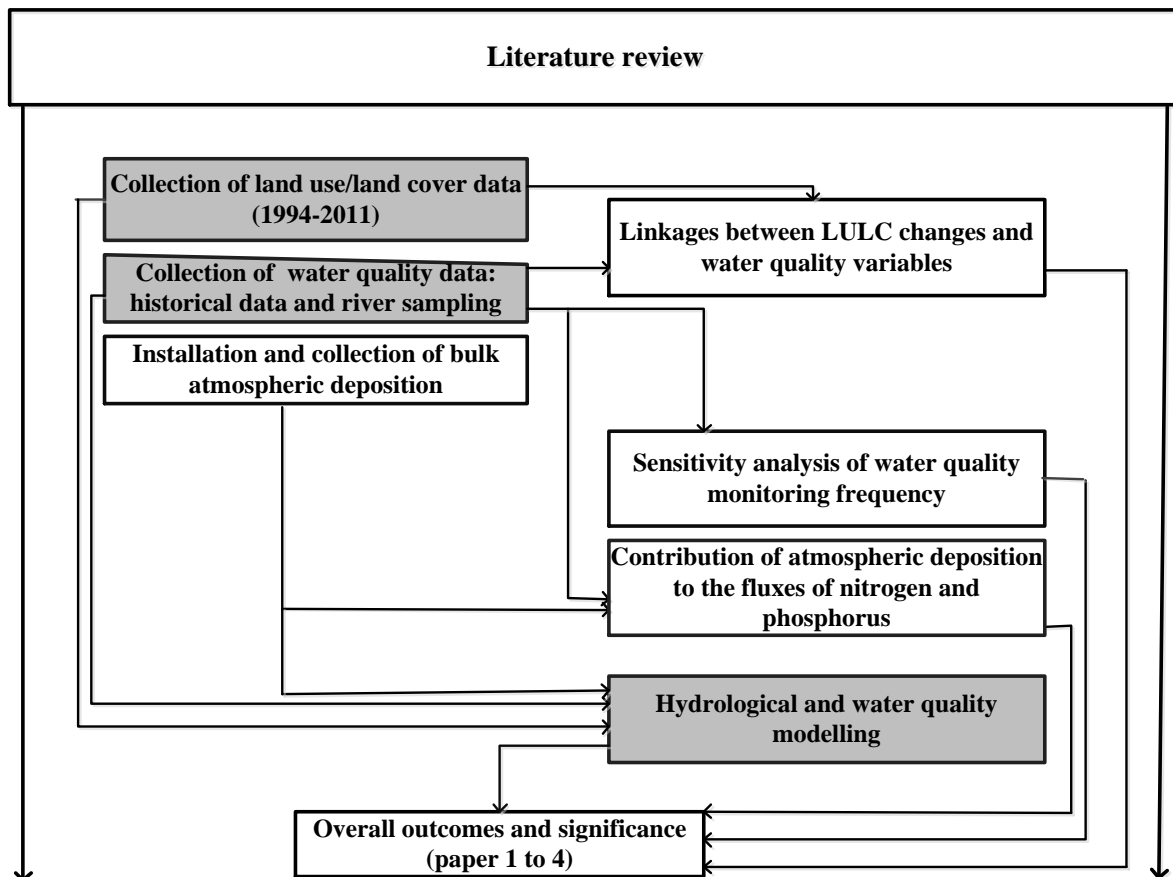 Literature review
Collection of land use/land cover data
(1994-2011)
Linkages between LULC changes and
water quality variables
Collection of water quality data:
historical data and river sampling
Installation and collection of bulk
atmospheric deposition
Sensitivity analysis of water quality
monitoring frequency
Contribution of atmospheric deposition
to the fluxes of nitrogen and
phosphorus
Hydrological and water quality
modelling
Overall outcomes and significance
(paper 1 to 4)